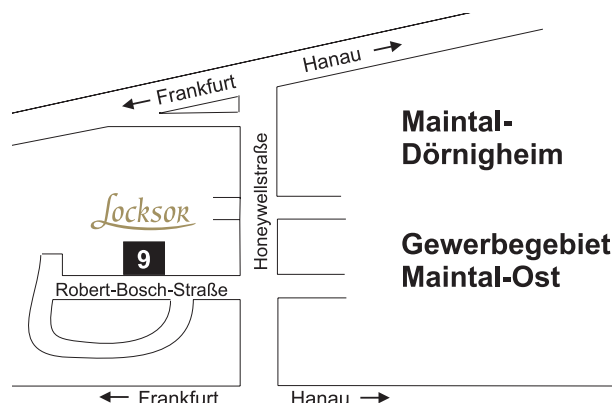 Hanau
Frankfurt
Maintal-
Dörnigheim
Honeywellstraße
Locksor
9
Gewerbegebiet
Maintal-Ost
Robert-Bosch-Straße
Frankfurt
Hanau